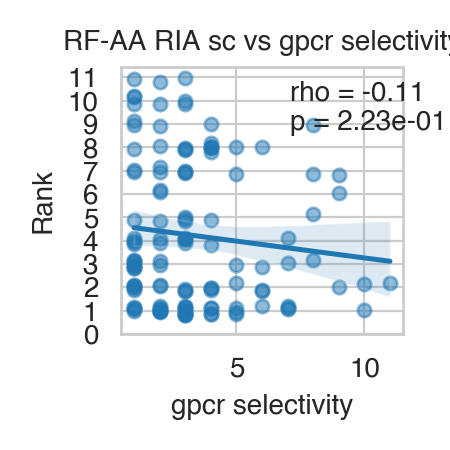 RF-AA RIA sc vs gpcr selectivity
rho = -0.11
p = 2.23e-01
11
10
9
8
7
6
5
4
3
2
1
0
Rank
5
10
gpcr selectivity